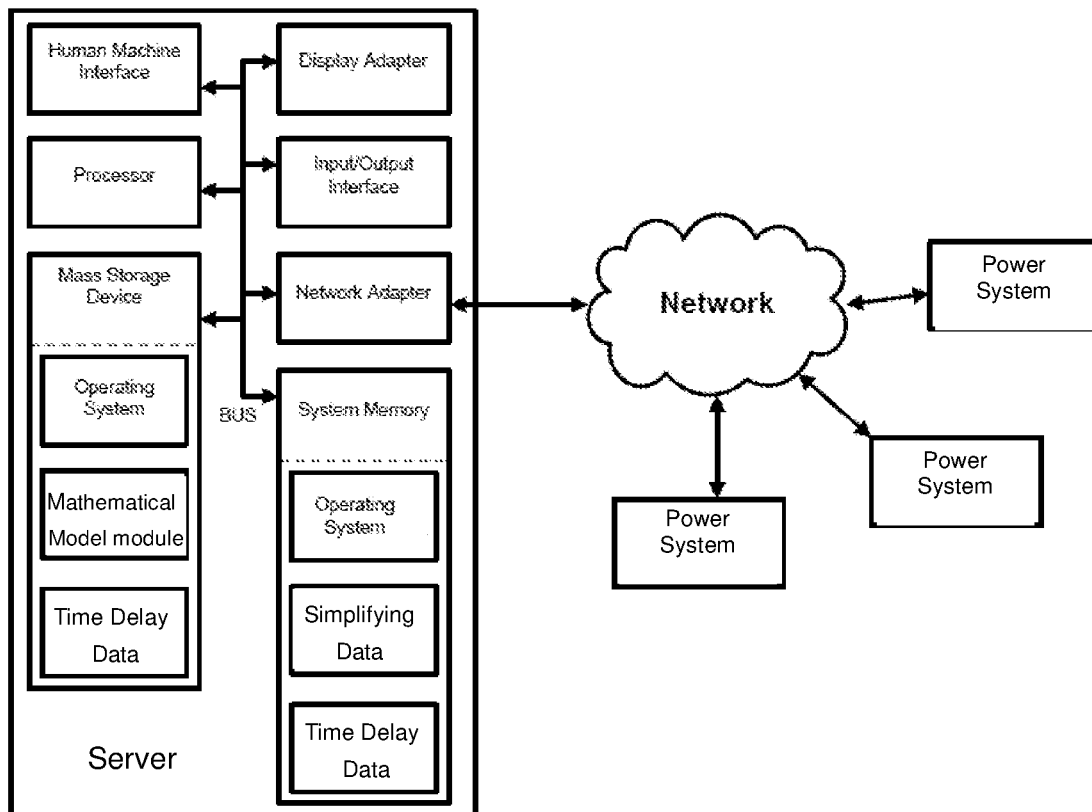 Human Machine
Interface
Display Adapter
Processor
Input/Output
Interface
Mass Storage
Device
Network Adapter
Operating
System
BUS
System Memory
Mathematical
Model module
Operating
System
Time Delay
Data
Simplifying
Data
Time Delay
Data
Server
Network
Power
System
Power
System
Power
System